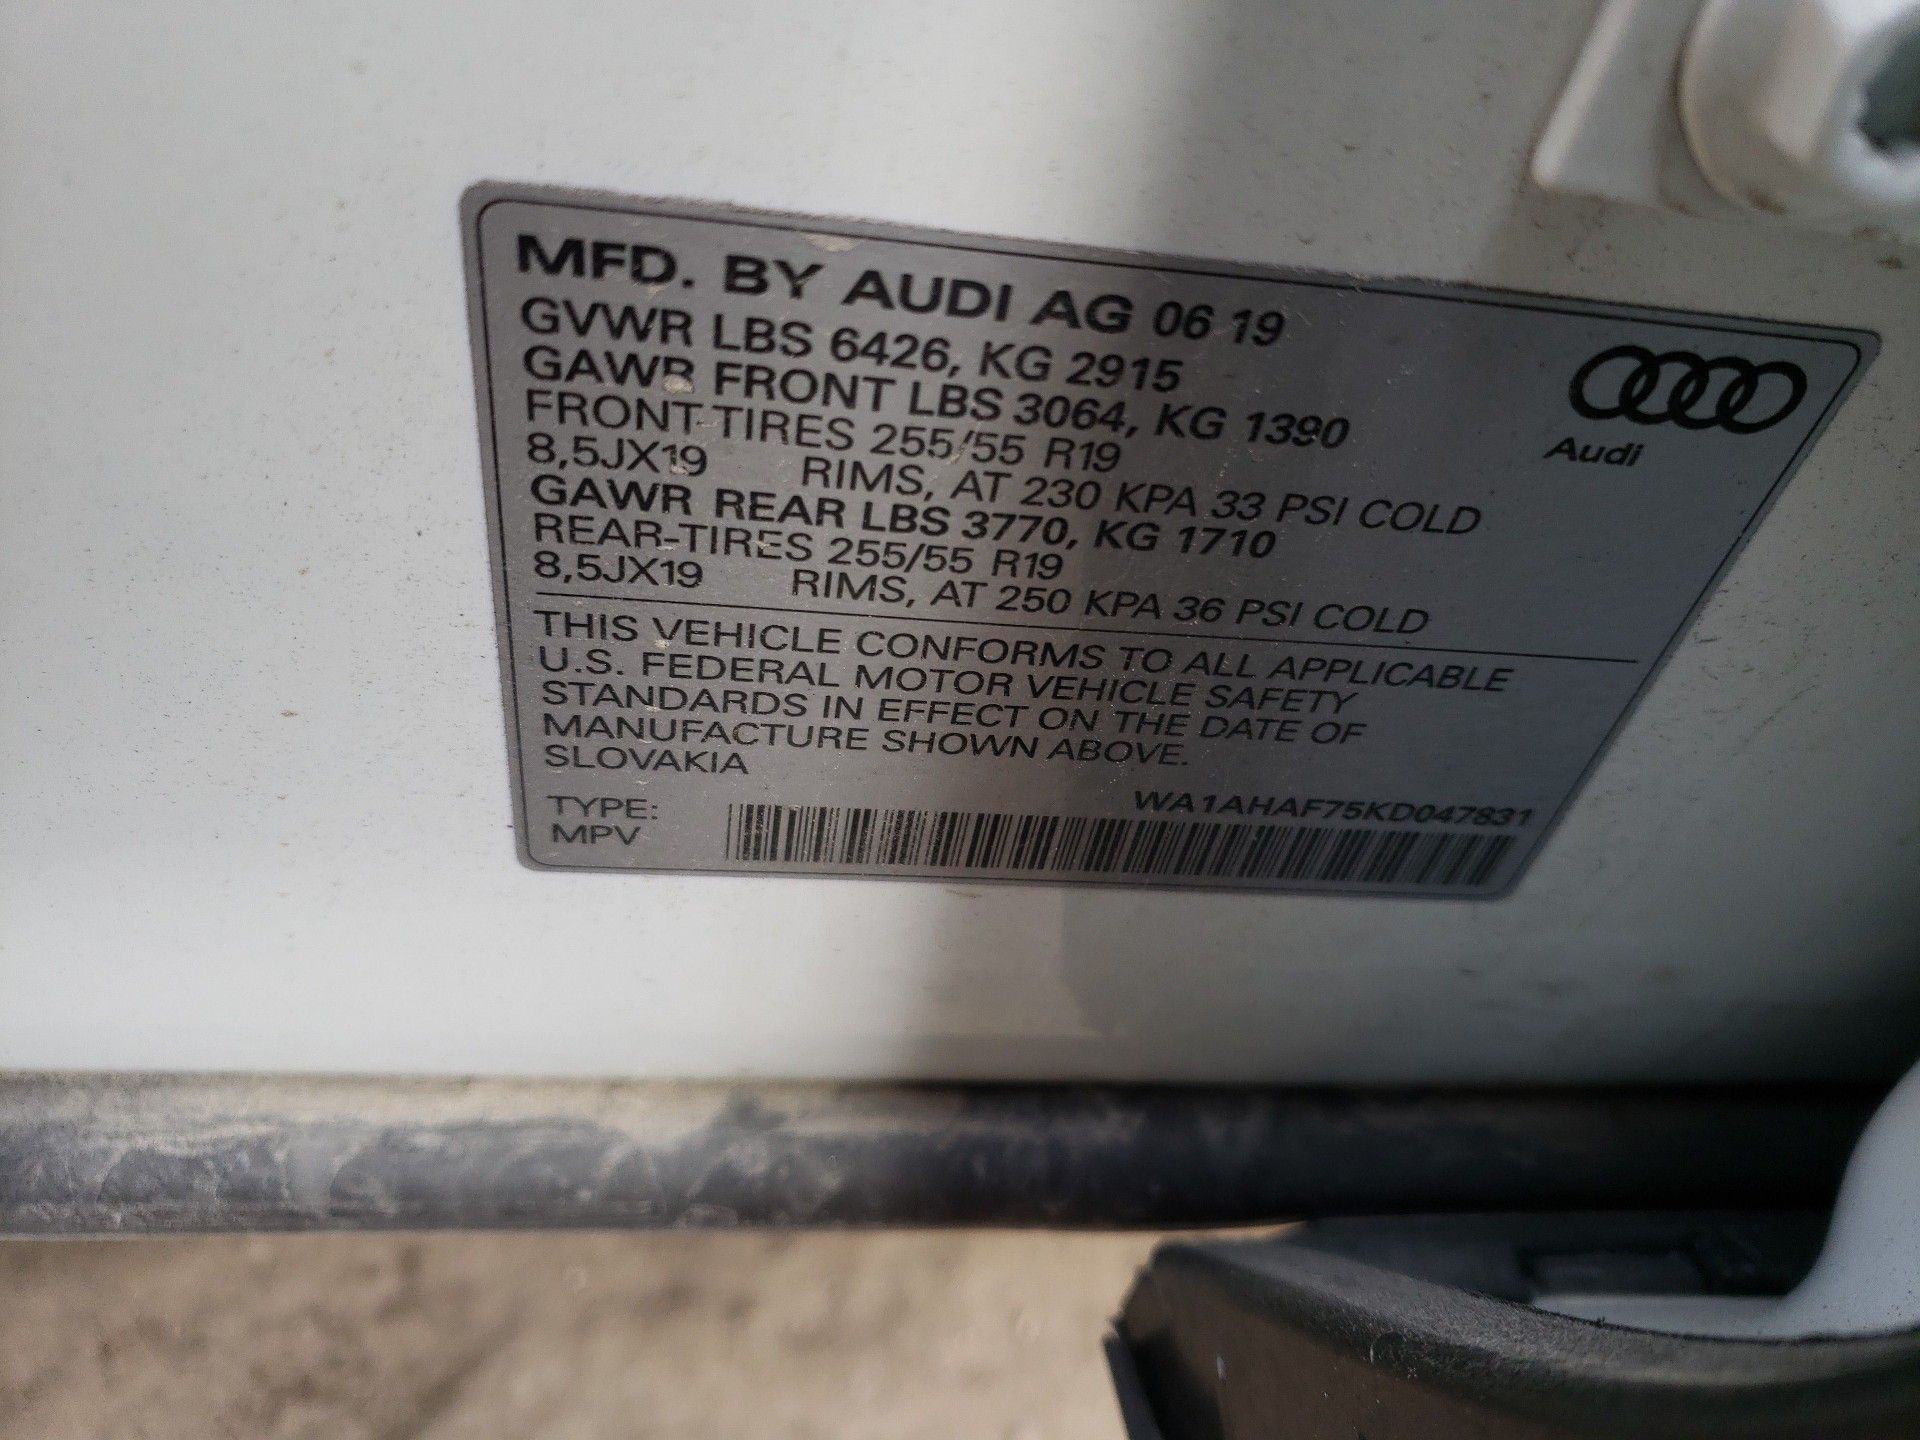 MFD. BY AUDI AG 06 19
GVWR LBS 6426, KG 2915
GAWR FRONT LBS 3064, KG 1390
FRONT-TIRES 255/55 R19
8,5JX19 RIMS, AT 230 KPA 33 PSI COLD
GAWR REAR LBS 3770, KG 1710
REAR-TIRES 255/55 R19
8,5JX19 RIMS, AT 250 KPA 36 PSI COLD
Audi
THIS VEHICLE CONFORMS TO ALL APPLICABLE
U.S. FEDERAL MOTOR VEHICLE SAFETY
STANDARDS IN EFFECT ON THE DATE OF
MANUFACTURE SHOWN ABOVE.
SLOVAKIA
TYPE: WA1AHAF75KD047831
MPV